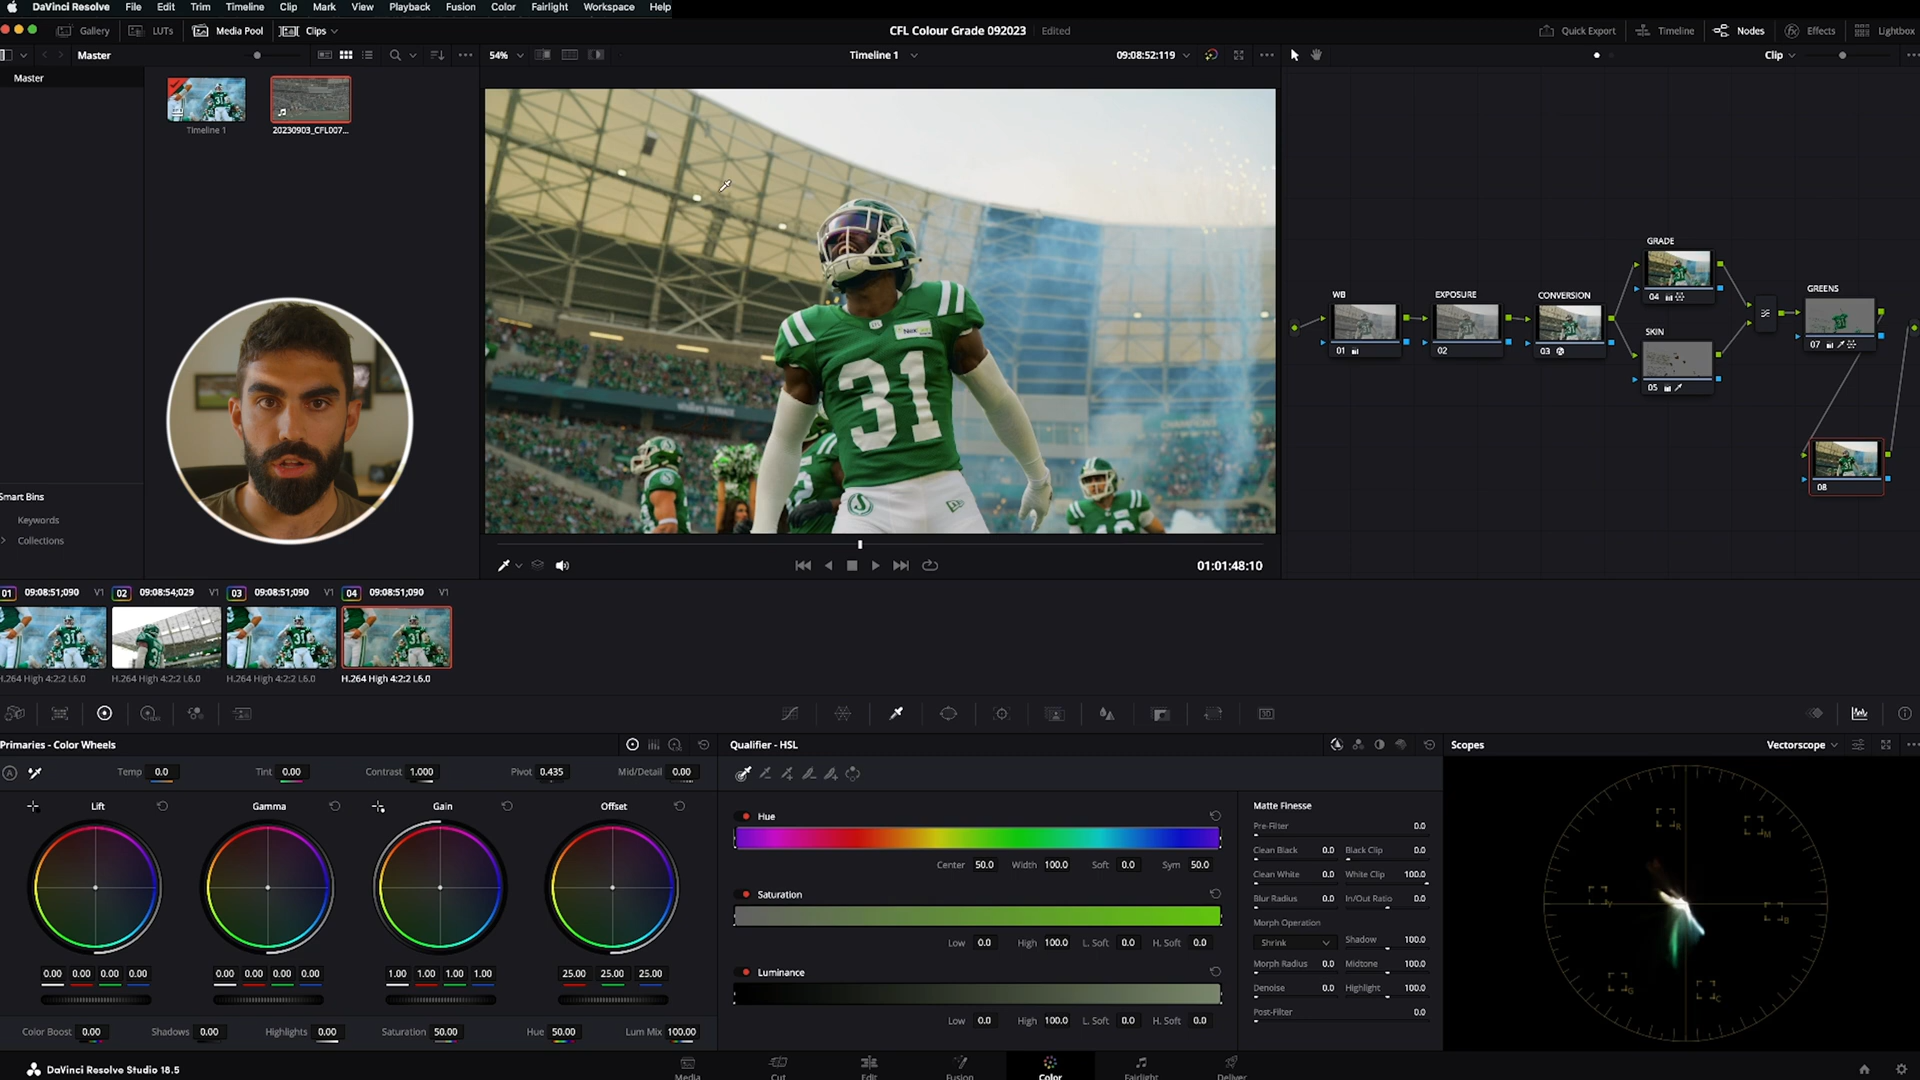 DaVinci Resolve File Edit Trim Timeline Clip Mark View Playback Fusion Color Fairlight Workspace Help
Gallery LUTs Media Pool Clips CFL Colour Grade 092023 Edited Quick Export Timeline Nodes Effects Lightbox
Master 54% Timeline 1 09:08:52:119 Clip
Master
Timeline 1 20230903_CFL007...
31
GRADE
04
WB EXPOSURE CONVERSION GREENS
SKIN
01 02 03 05 07
08
Smart Bins
Keywords
Collections
01:01:48:10
01 09:08:51;090 V1 02 09:08:54;029 V1 03 09:08:51;090 V1 04 09:08:51;090 V1
H.264 High 4:2:2 L6.0 H.264 High 4:2:2 L6.0 H.264 High 4:2:2 L6.0 H.264 High 4:2:2 L6.0
Primaries - Color Wheels Qualifier - HSL Scopes Vectorscope
A Temp 0.0 Tint 0.00 Contrast 1.000 Pivot 0.435 Mid/Detail 0.00
Lift Gamma Gain Offset
0.00 0.00 0.00 0.00 0.00 0.00 0.00 0.00 1.00 1.00 1.00 1.00 25.00 25.00 25.00
Color Boost 0.00 Shadows 0.00 Highlights 0.00 Saturation 50.00 Hue 50.00 Lum Mix 100.00
Hue
Center 50.0 Width 100.0 Soft 0.0 Sym 50.0
Saturation
Low 0.0 High 100.0 L. Soft 0.0 H. Soft 0.0
Luminance
Low 0.0 High 100.0 L. Soft 0.0 H. Soft 0.0
Matte Finesse
Pre-Filter 0.0
Clean Black 0.0 Black Clip 0.0
Clean White 0.0 White Clip 100.0
Blur Radius 0.0 In/Out Ratio 0.0
Morph Operation
Shrink Shadow 100.0
Morph Radius 0.0 Midtone 100.0
Denoise 0.0 Highlight 100.0
Post-Filter 0.0
R M
Y B
G C
DaVinci Resolve Studio 18.5 Media Cut Edit Fusion Color Fairlight Deliver